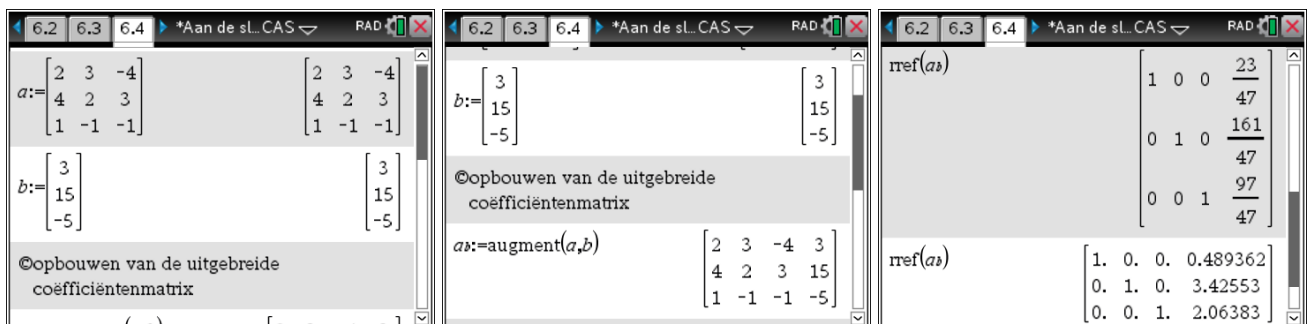 6.2 6.3 6.4 *Aan de sl…CAS RAD
a:=[2 3 -4 [2 3 -4
4 2 3 4 2 3
1 -1 -1] 1 -1 -1]
b:=[3 [3
15 15
-5] -5]
©opbouwen van de uitgebreide
coëfficiëntenmatrix
6.2 6.3 6.4 *Aan de sl…CAS RAD
b:=[3 [3
15 15
-5] -5]
©opbouwen van de uitgebreide
coëfficiëntenmatrix
ab:=augment(a,b) [2 3 -4 3
4 2 3 15
1 -1 -1 -5]
6.2 6.3 6.4 *Aan de sl…CAS RAD
rref(ab) [1 0 0 23/47
0 1 0 161/47
0 0 1 97/47]
rref(ab) [1. 0. 0. 0.489362
0. 1. 0. 3.42553
0. 0. 1. 2.06383]